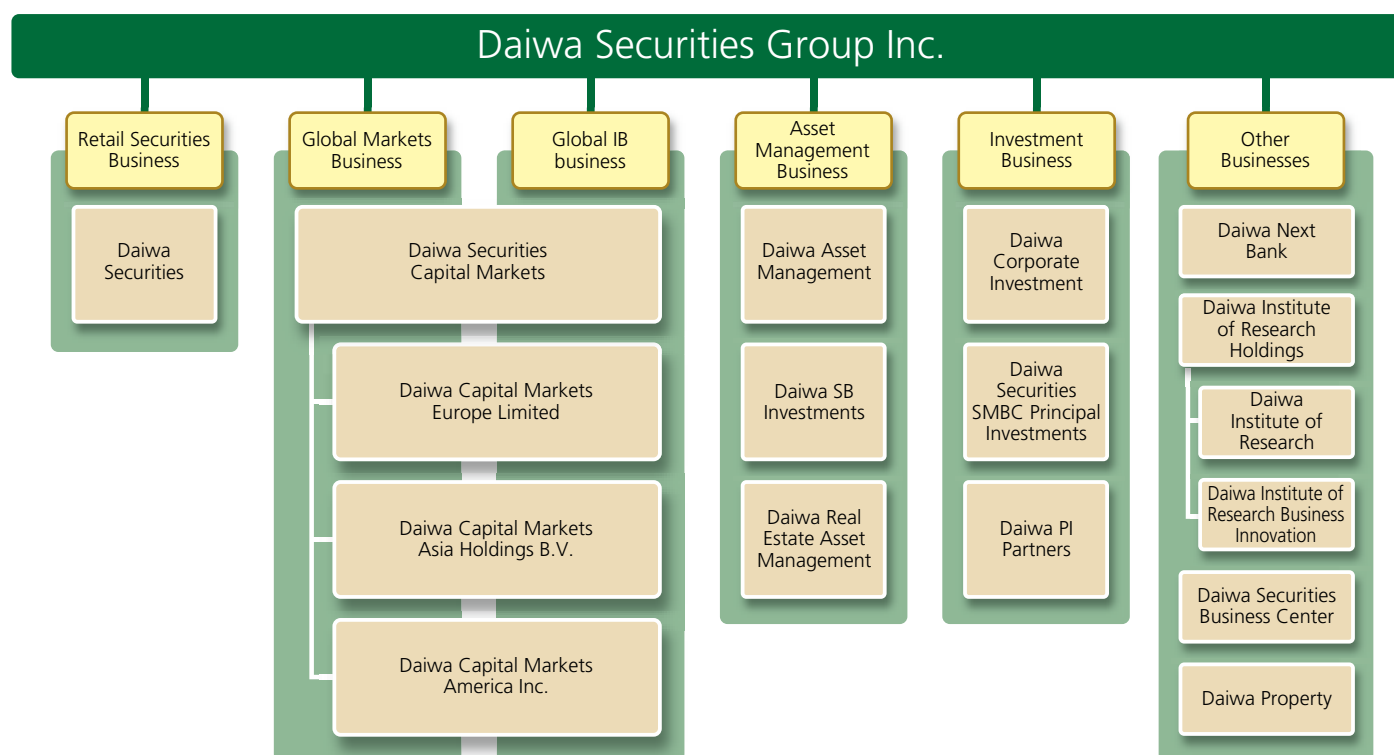 Daiwa Securities Group Inc.
Retail Securities
Business
Daiwa
Securities
Global Markets
Business
Global IB
business
Daiwa Securities
Capital Markets
Daiwa Capital Markets
Europe Limited
Daiwa Capital Markets
Asia Holdings B.V.
Daiwa Capital Markets
America Inc.
Asset
Management
Business
Daiwa Asset
Management
Daiwa SB
Investments
Daiwa Real
Estate Asset
Management
Investment
Business
Daiwa
Corporate
Investment
Daiwa
Securities
SMBC Principal
Investments
Daiwa PI
Partners
Other
Businesses
Daiwa Next
Bank
Daiwa Institute
of Research
Holdings
Daiwa
Institute of
Research
Daiwa Institute of
Research Business
Innovation
Daiwa Securities
Business Center
Daiwa Property